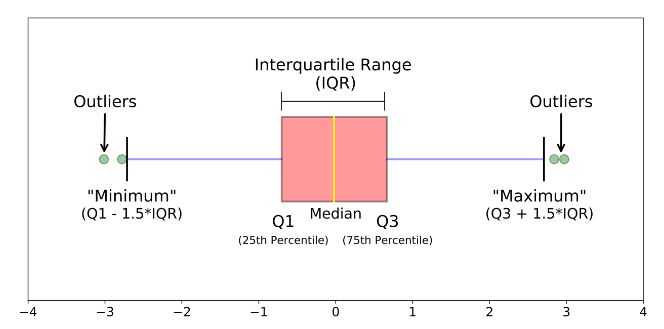 Interquartile Range
(IQR)
Outliers
Outliers
"Minimum"
(Q1 - 1.5*IQR)
"Maximum"
(Q3 + 1.5*IQR)
Q1
Median
Q3
(25th Percentile)
(75th Percentile)
−4 −3 −2 −1 0 1 2 3 4